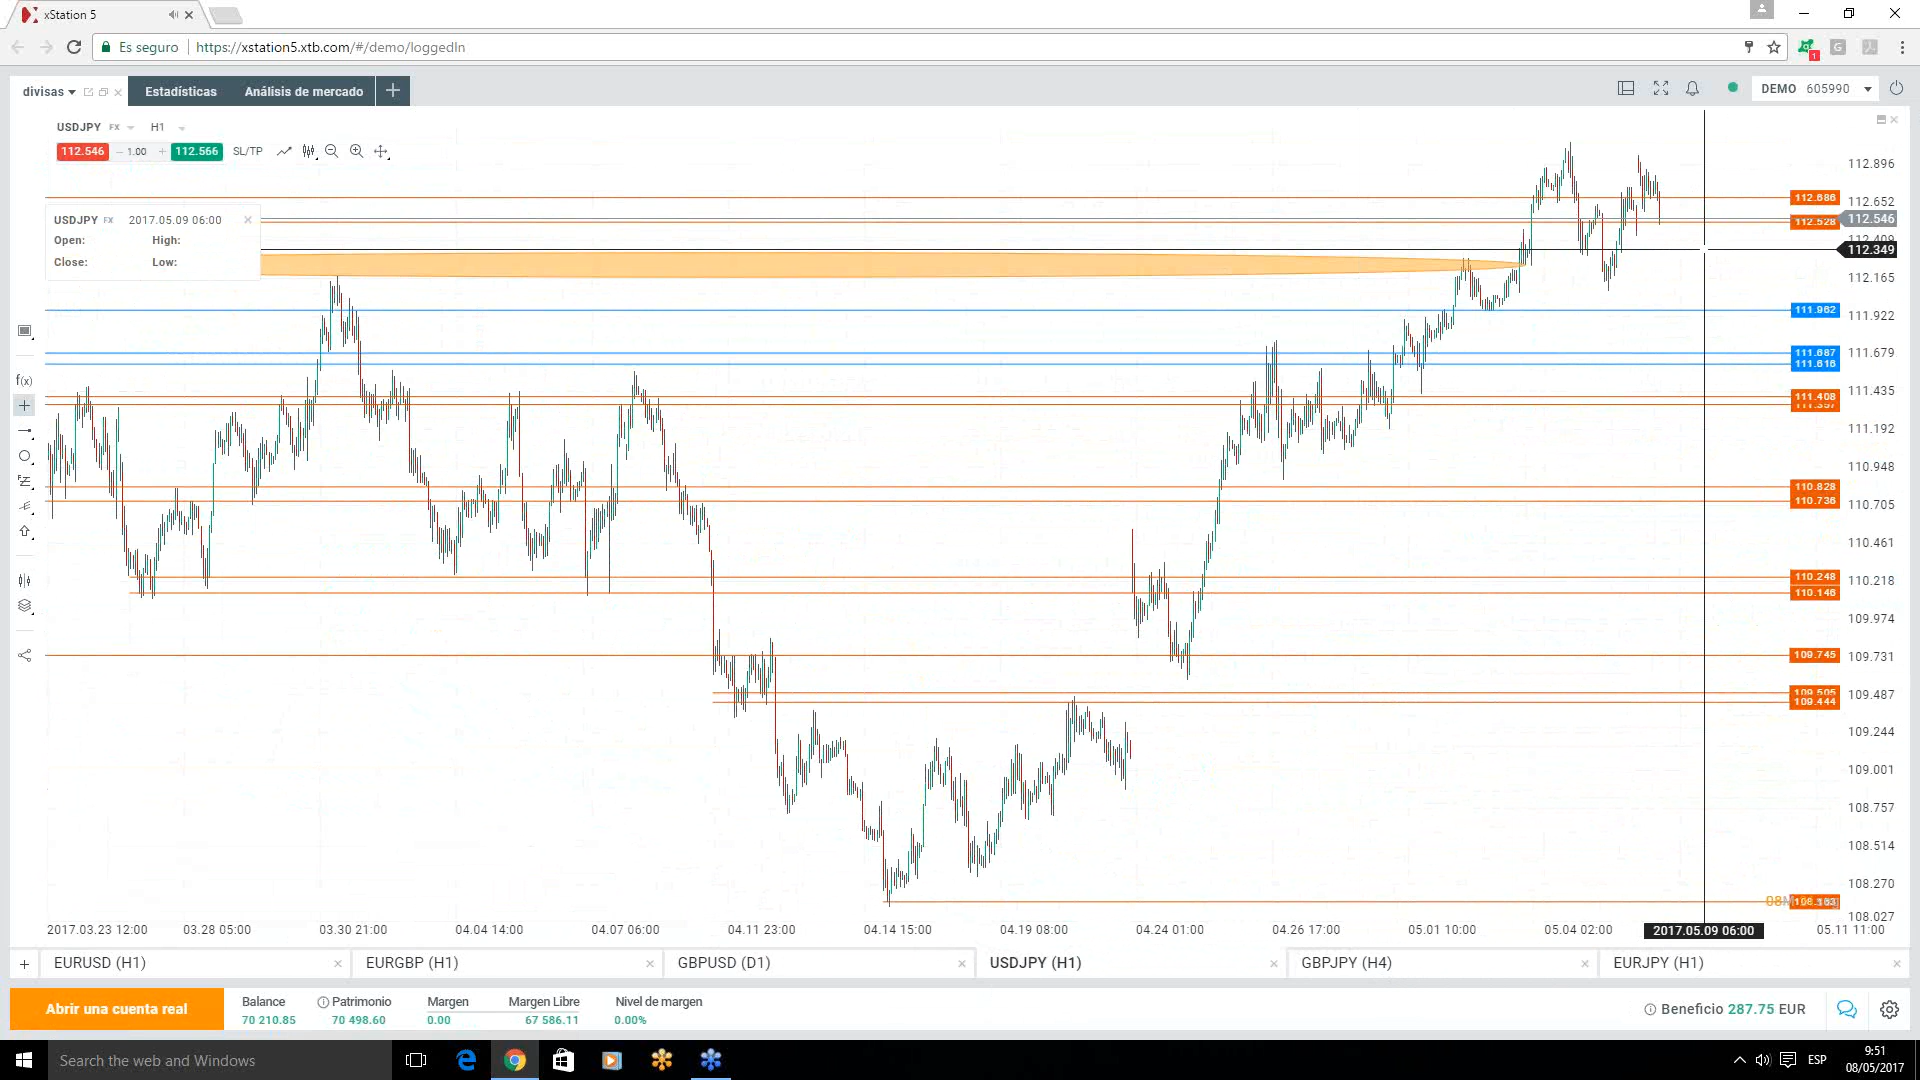 xStation 5
Es seguro
https://xstation5.xtb.com/#/demo/loggedIn
1
divisas
Estadísticas
Análisis de mercado
DEMO 605990
USDJPY FX H1
112.546 1.00 112.566 SL/TP
USDJPY FX 2017.05.09 06:00
Open: High:
Close: Low:
f(x)
112.896
112.686
112.652
112.546
112.528
112.409
112.349
112.165
111.962
111.922
111.687
111.679
111.616
111.435
111.408
111.192
110.948
110.828
110.736
110.705
110.461
110.248
110.218
110.146
109.974
109.745
109.731
109.505
109.487
109.444
109.244
109.001
108.757
108.514
108.270
108.027
2017.03.23 12:00 03.28 05:00 03.30 21:00 04.04 14:00 04.07 06:00 04.11 23:00 04.14 15:00 04.19 08:00 04.24 01:00 04.26 17:00 05.01 10:00 05.04 02:00 2017.05.09 06:00 05.11 11:00
EURUSD (H1) EURGBP (H1) GBPUSD (D1) USDJPY (H1) GBPJPY (H4) EURJPY (H1)
Abrir una cuenta real
Balance Patrimonio Margen Margen Libre Nivel de margen
70 210.85 70 498.60 0.00 67 586.11 0.00%
Beneficio 287.75 EUR
Search the web and Windows
ESP
9:51
08/05/2017